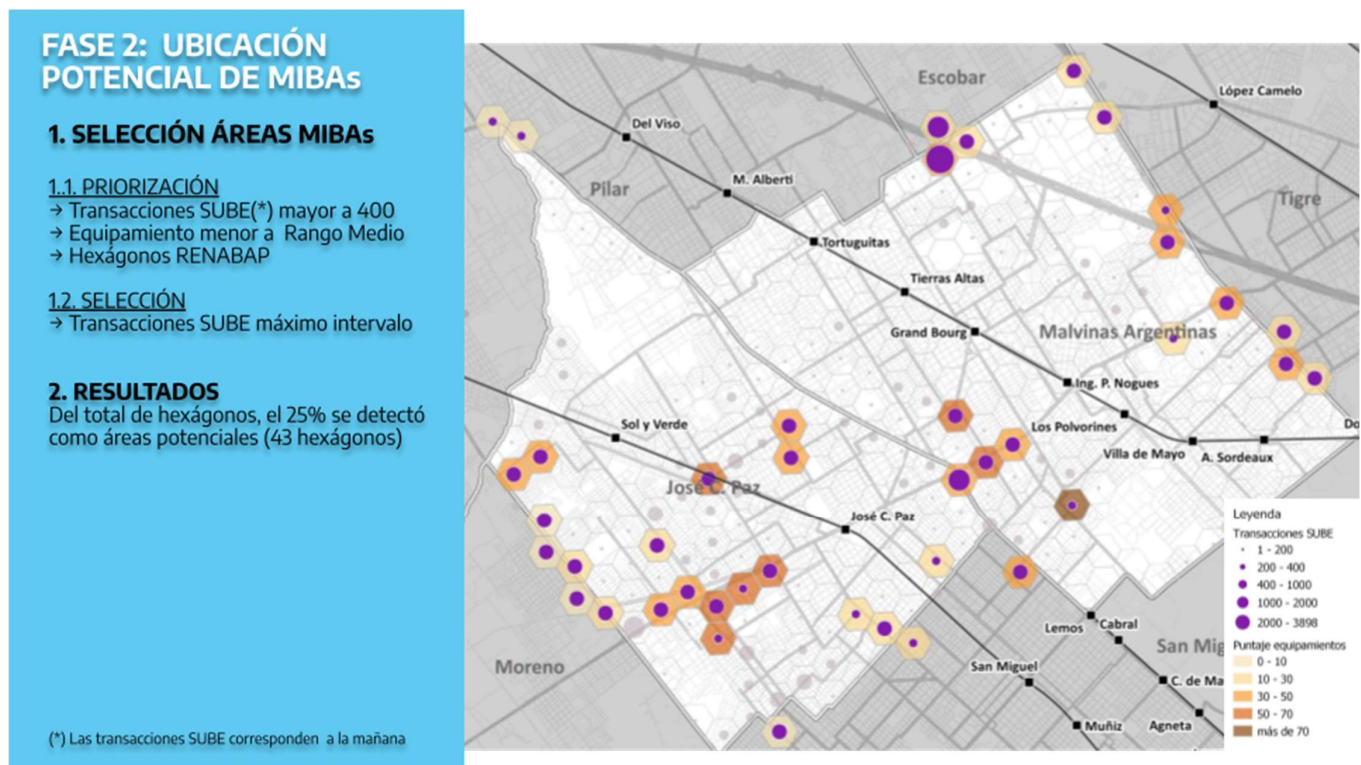 FASE 2: UBICACIÓN
POTENCIAL DE MIBAs
1. SELECCIÓN ÁREAS MIBAs
1.1. PRIORIZACIÓN
→ Transacciones SUBE(*) mayor a 400
→ Equipamiento menor a Rango Medio
→ Hexágonos RENABAP
1.2. SELECCIÓN
→ Transacciones SUBE máximo intervalo
2. RESULTADOS
Del total de hexágonos, el 25% se detectó
como áreas potenciales (43 hexágonos)
(*) Las transacciones SUBE corresponden a la mañana
Escobar
López Camelo
Del Viso
Pilar
M. Alberti
Tigre
Tortuguitas
Tierras Altas
Grand Bourg
Malvinas Argentinas
Ing. P. Nogues
Sol y Verde
Los Polvorines
Do
Villa de Mayo
A. Sordeaux
José C. Paz
José C. Paz
Lemos
Cabral
San Mig
Moreno
San Miguel
C. de Ma
Muñiz
Agneta
Leyenda
Transacciones SUBE
1 - 200
200 - 400
400 - 1000
1000 - 2000
2000 - 3898
Puntaje equipamientos
0 - 10
10 - 30
30 - 50
50 - 70
más de 70